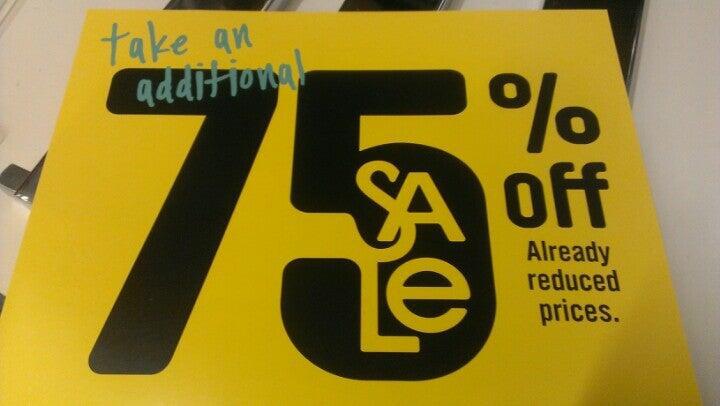 take an
additional
75% off
SALe
Already
reduced
prices.